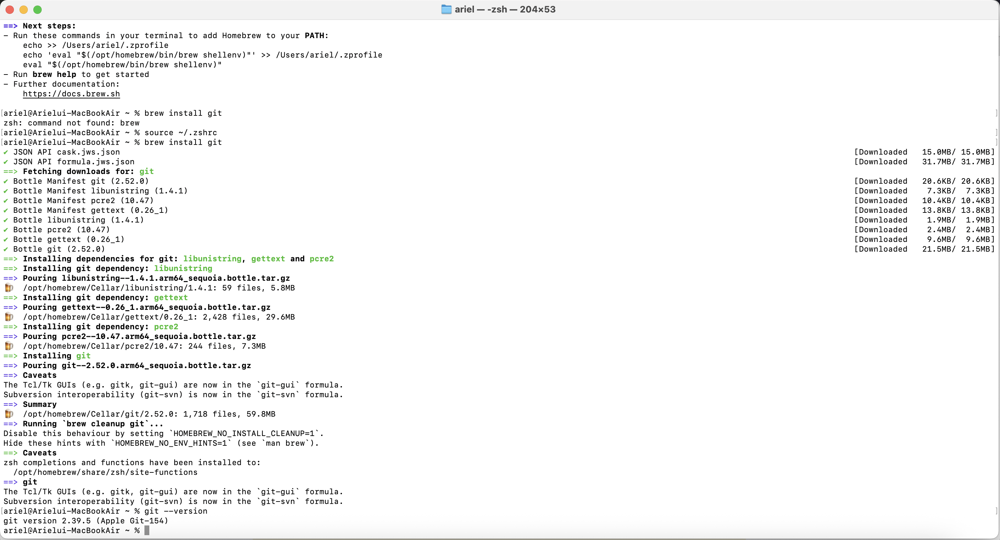 ariel — -zsh — 204×53
==> Next steps:
- Run these commands in your terminal to add Homebrew to your PATH:
    echo >> /Users/ariel/.zprofile
    echo 'eval "$(/opt/homebrew/bin/brew shellenv)"' >> /Users/ariel/.zprofile
    eval "$(/opt/homebrew/bin/brew shellenv)"
- Run brew help to get started
- Further documentation:
    https://docs.brew.sh
[ariel@Arielui-MacBookAir ~ % brew install git ]
zsh: command not found: brew
[ariel@Arielui-MacBookAir ~ % source ~/.zshrc ]
[ariel@Arielui-MacBookAir ~ % brew install git ]
✔ JSON API cask.jws.json [Downloaded   15.0MB/ 15.0MB]
✔ JSON API formula.jws.json [Downloaded   31.7MB/ 31.7MB]
==> Fetching downloads for: git
✔ Bottle Manifest git (2.52.0) [Downloaded   20.6KB/ 20.6KB]
✔ Bottle Manifest libunistring (1.4.1) [Downloaded    7.3KB/  7.3KB]
✔ Bottle Manifest pcre2 (10.47) [Downloaded   10.4KB/ 10.4KB]
✔ Bottle Manifest gettext (0.26_1) [Downloaded   13.8KB/ 13.8KB]
✔ Bottle libunistring (1.4.1) [Downloaded    1.9MB/  1.9MB]
✔ Bottle pcre2 (10.47) [Downloaded    2.4MB/  2.4MB]
✔ Bottle gettext (0.26_1) [Downloaded    9.6MB/  9.6MB]
✔ Bottle git (2.52.0) [Downloaded   21.5MB/ 21.5MB]
==> Installing dependencies for git: libunistring, gettext and pcre2
==> Installing git dependency: libunistring
==> Pouring libunistring--1.4.1.arm64_sequoia.bottle.tar.gz
🍺  /opt/homebrew/Cellar/libunistring/1.4.1: 59 files, 5.8MB
==> Installing git dependency: gettext
==> Pouring gettext--0.26_1.arm64_sequoia.bottle.tar.gz
🍺  /opt/homebrew/Cellar/gettext/0.26_1: 2,428 files, 29.6MB
==> Installing git dependency: pcre2
==> Pouring pcre2--10.47.arm64_sequoia.bottle.tar.gz
🍺  /opt/homebrew/Cellar/pcre2/10.47: 244 files, 7.3MB
==> Installing git
==> Pouring git--2.52.0.arm64_sequoia.bottle.tar.gz
==> Caveats
The Tcl/Tk GUIs (e.g. gitk, git-gui) are now in the `git-gui` formula.
Subversion interoperability (git-svn) is now in the `git-svn` formula.
==> Summary
🍺  /opt/homebrew/Cellar/git/2.52.0: 1,718 files, 59.8MB
==> Running `brew cleanup git`...
Disable this behaviour by setting `HOMEBREW_NO_INSTALL_CLEANUP=1`.
Hide these hints with `HOMEBREW_NO_ENV_HINTS=1` (see `man brew`).
==> Caveats
zsh completions and functions have been installed to:
  /opt/homebrew/share/zsh/site-functions
==> git
The Tcl/Tk GUIs (e.g. gitk, git-gui) are now in the `git-gui` formula.
Subversion interoperability (git-svn) is now in the `git-svn` formula.
[ariel@Arielui-MacBookAir ~ % git --version ]
git version 2.39.5 (Apple Git-154)
ariel@Arielui-MacBookAir ~ %